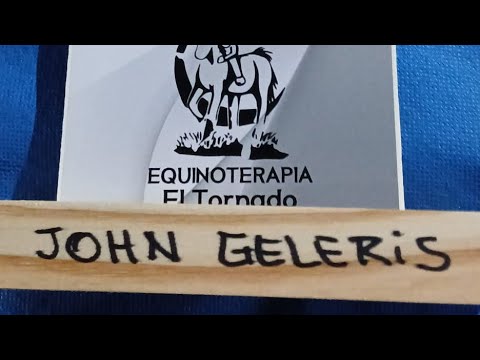 EQUINOTERAPIA
El Tornado
JOHN GELERiS